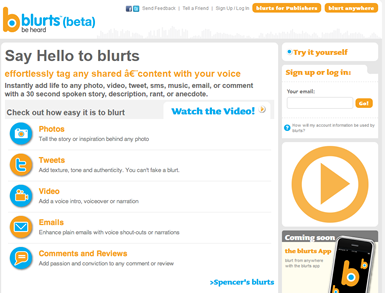 blurts (beta)
be heard
Send Feedback | Tell a Friend | Sign Up / Log In
blurts for Publishers
blurt anywhere
Say Hello to blurts
effortlessly tag any shared â€¨content with your voice
Instantly add life to any photo, video, tweet, sms, music, email, or comment
with a 30 second spoken story, description, rant, or anecdote.
Check out how easy it is to blurt
Watch the Video!
Photos
Tell the story or inspiration behind any photo
Tweets
Add texture, tone and authenticity. You can't fake a blurt.
Video
Add a voice intro, voiceover or narration
Emails
Enhance plain emails with voice shout-outs or narrations
Comments and Reviews
Add passion and conviction to any comment or review
>Spencer's blurts
Try it yourself
Sign up or log in:
Your email:
Go!
How will my account information be used by
blurts?
Coming soon
the blurts App
blurt from anywhere
with the blurts app